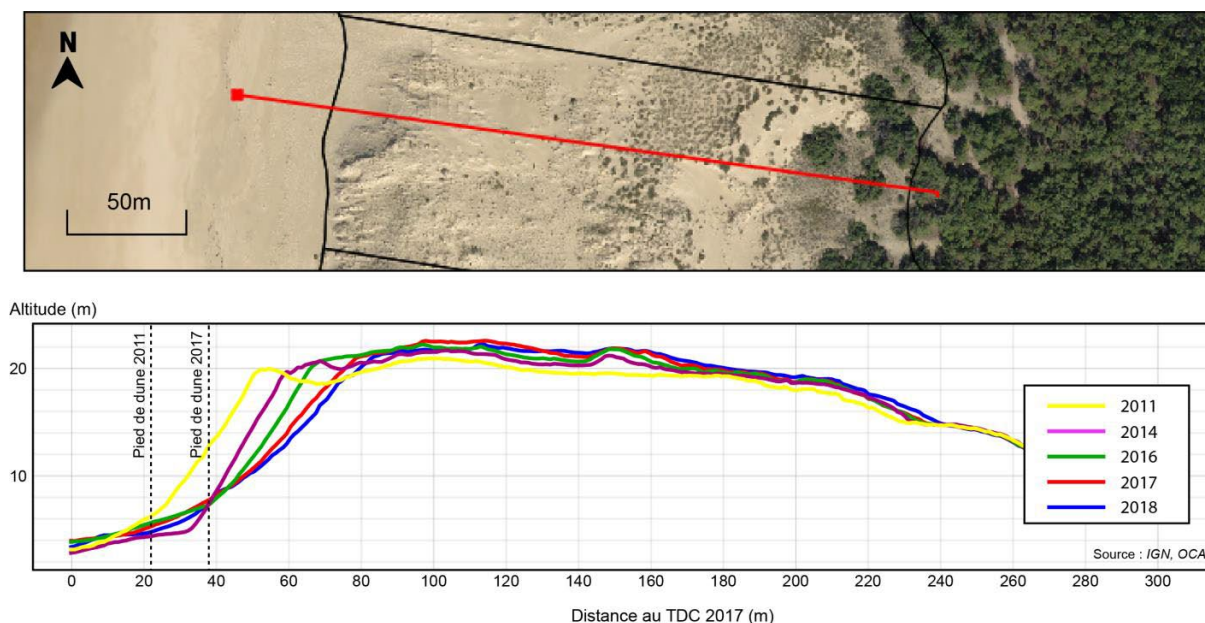 N
50m
Altitude (m)
Pied de dune 2011
Pied de dune 2017
20
10
2011
2014
2016
2017
2018
Source : IGN, OCA
0 20 40 60 80 100 120 140 160 180 200 220 240 260 280 300
Distance au TDC 2017 (m)